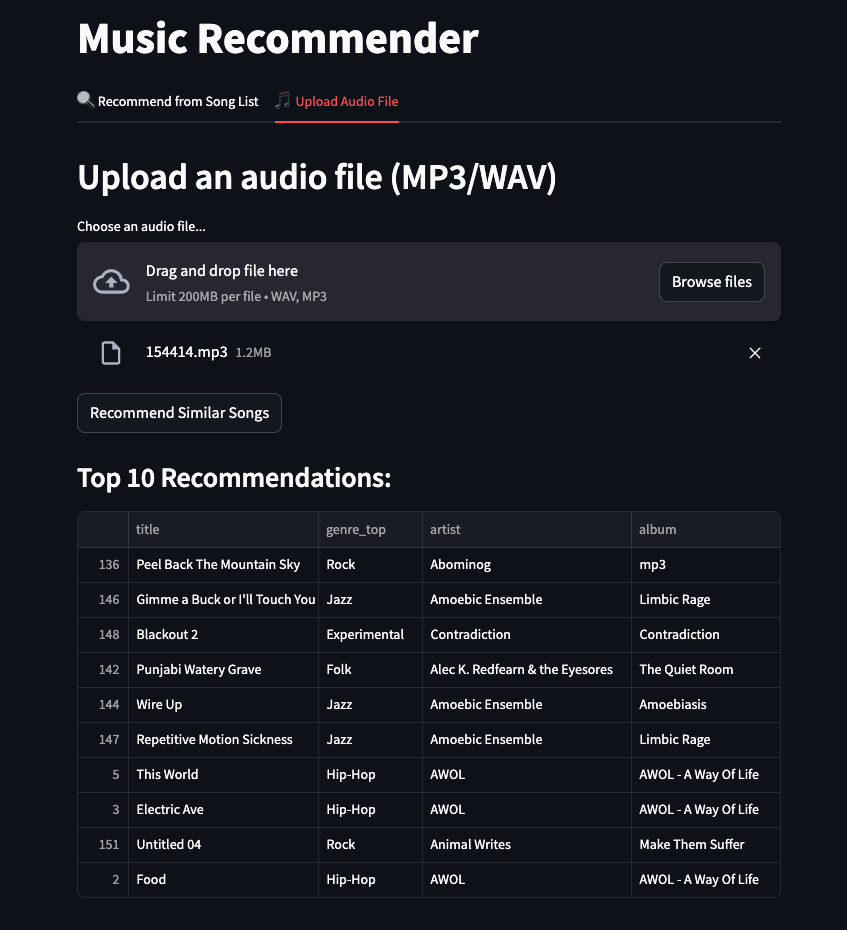 Music Recommender
Recommend from Song List Upload Audio File
Upload an audio file (MP3/WAV)
Choose an audio file...
Drag and drop file here
Limit 200MB per file • WAV, MP3
Browse files
154414.mp3 1.2MB
Recommend Similar Songs
Top 10 Recommendations:
title genre_top artist album
136 Peel Back The Mountain Sky Rock Abominog mp3
146 Gimme a Buck or I'll Touch You Jazz Amoebic Ensemble Limbic Rage
148 Blackout 2 Experimental Contradiction Contradiction
142 Punjabi Watery Grave Folk Alec K. Redfearn & the Eyesores The Quiet Room
144 Wire Up Jazz Amoebic Ensemble Amoebiasis
147 Repetitive Motion Sickness Jazz Amoebic Ensemble Limbic Rage
5 This World Hip-Hop AWOL AWOL - A Way Of Life
3 Electric Ave Hip-Hop AWOL AWOL - A Way Of Life
151 Untitled 04 Rock Animal Writes Make Them Suffer
2 Food Hip-Hop AWOL AWOL - A Way Of Life